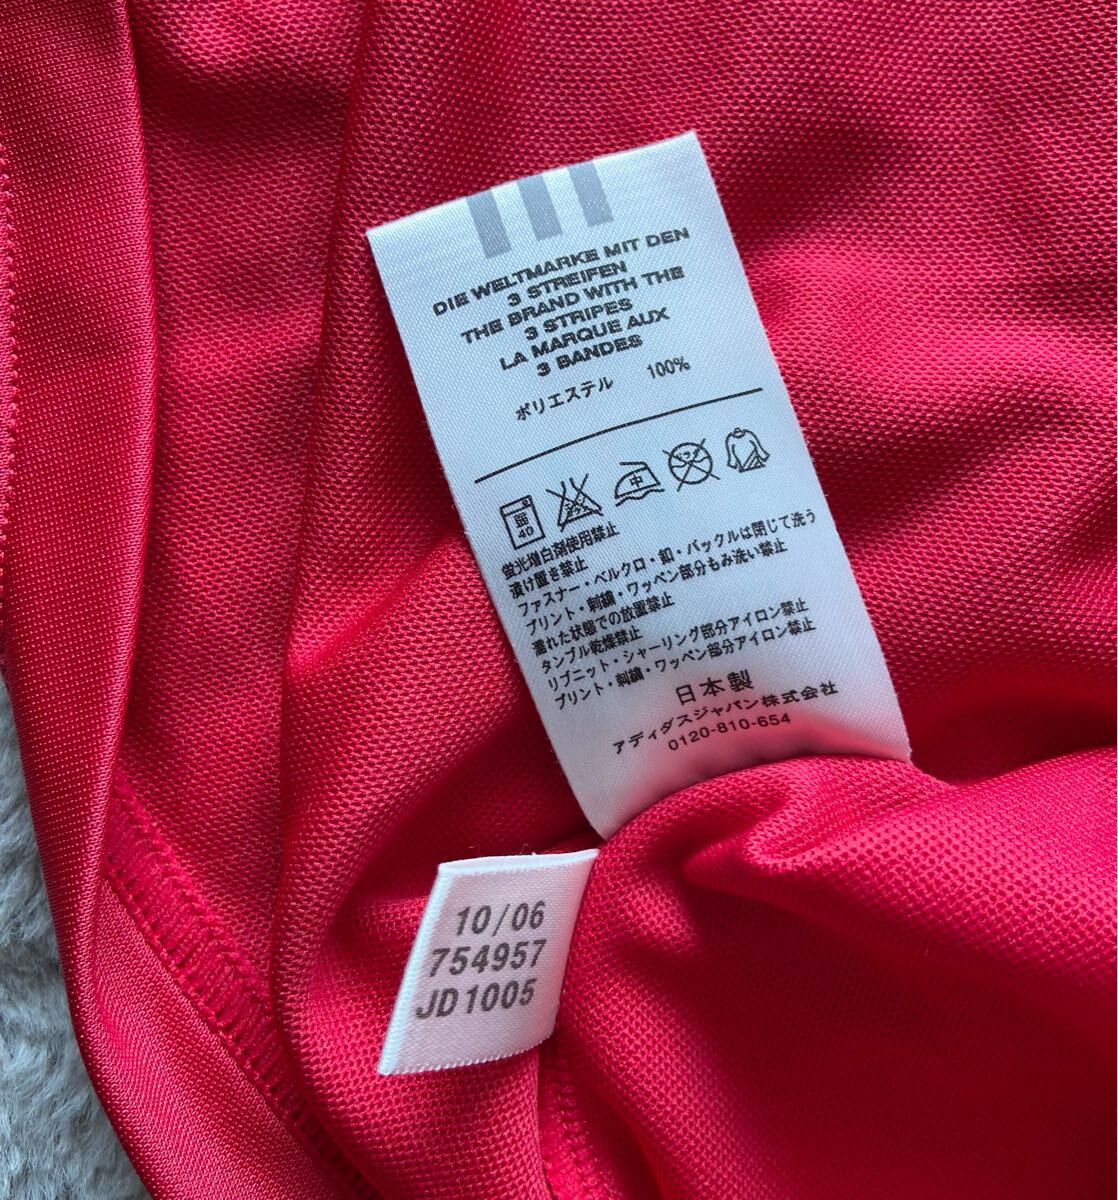 DIE WELTMARKE MIT DEN
3 STREIFEN
THE BRAND WITH THE
3 STRIPES
LA MARQUE AUX
3 BANDES
ポリエステル 100%
40
中
蛍光増白剤使用禁止
漬け置き禁止
ファスナー・ベルクロ・釦・バックルは閉じて洗う
プリント・刺繍・ワッペン部分もみ洗い禁止
濡れた状態での放置禁止
タンブル乾燥禁止
リブニット・シャーリング部分アイロン禁止
プリント・刺繍・ワッペン部分アイロン禁止
日本製
アディダスジャパン株式会社
0120-810-654
10/06
754957
JD1005